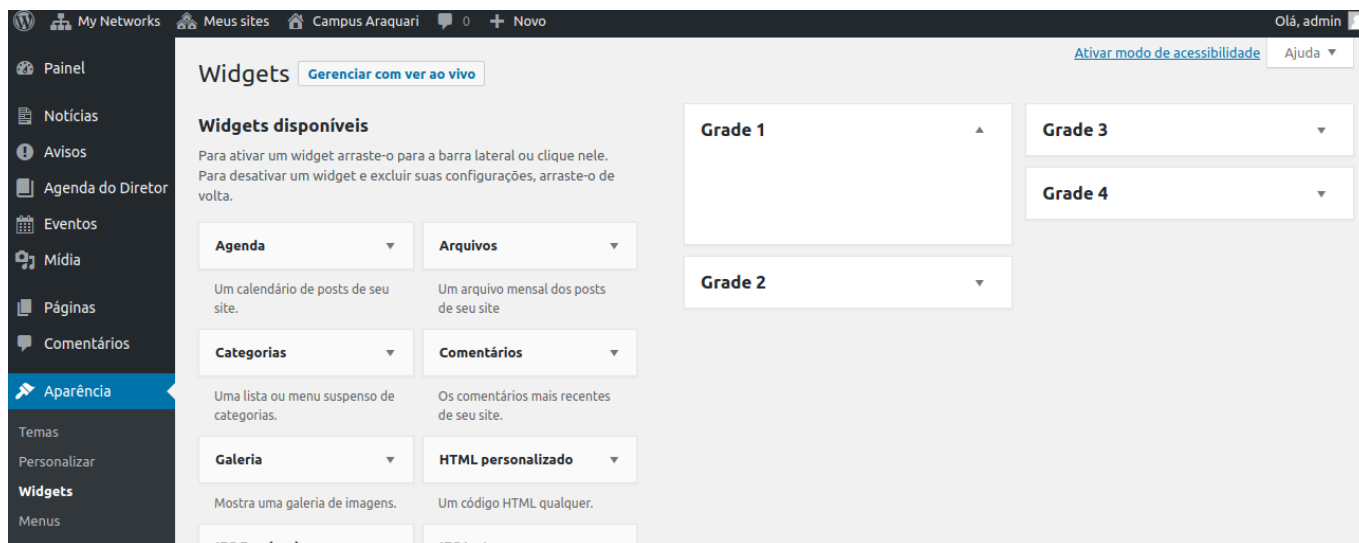 My Networks Meus sites Campus Araquari 0 Novo Olá, admin
Painel
Notícias
Avisos
Agenda do Diretor
Eventos
Mídia
Páginas
Comentários
Aparência
Temas
Personalizar
Widgets
Menus
Ativar modo de acessibilidade Ajuda
Widgets Gerenciar com ver ao vivo
Widgets disponíveis
Para ativar um widget arraste-o para a barra lateral ou clique nele.
Para desativar um widget e excluir suas configurações, arraste-o de
volta.
Agenda
Um calendário de posts de seu
site.
Arquivos
Um arquivo mensal dos posts
de seu site
Categorias
Uma lista ou menu suspenso de
categorias.
Comentários
Os comentários mais recentes
de seu site.
Galeria
Mostra uma galeria de imagens.
HTML personalizado
Um código HTML qualquer.
Grade 1
Grade 2
Grade 3
Grade 4